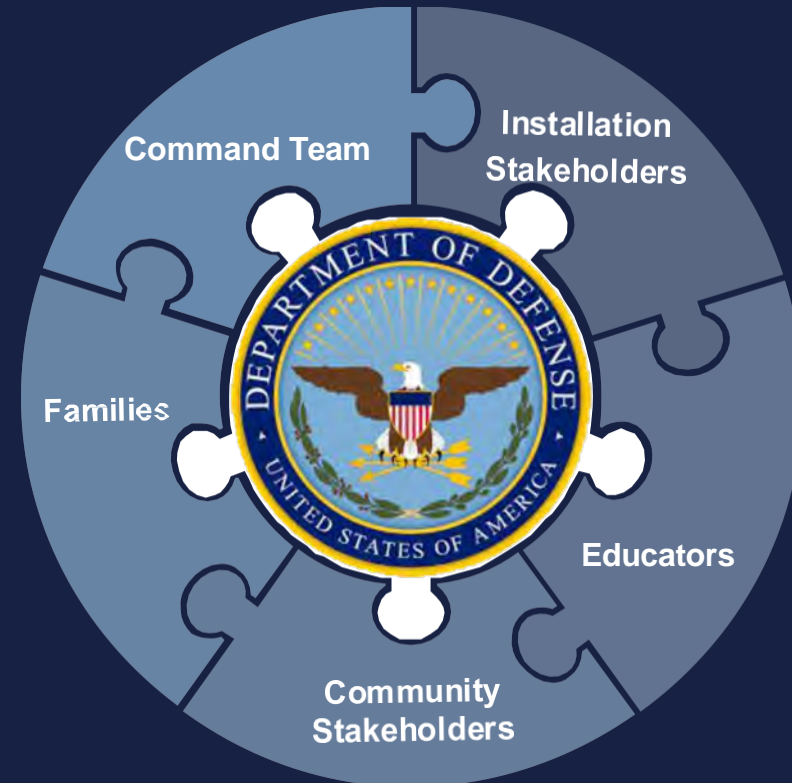 Command Team
Installation
Stakeholders
DEPARTMENT OF DEFENSE
UNITED STATES OF AMERICA
Families
Educators
Community
Stakeholders